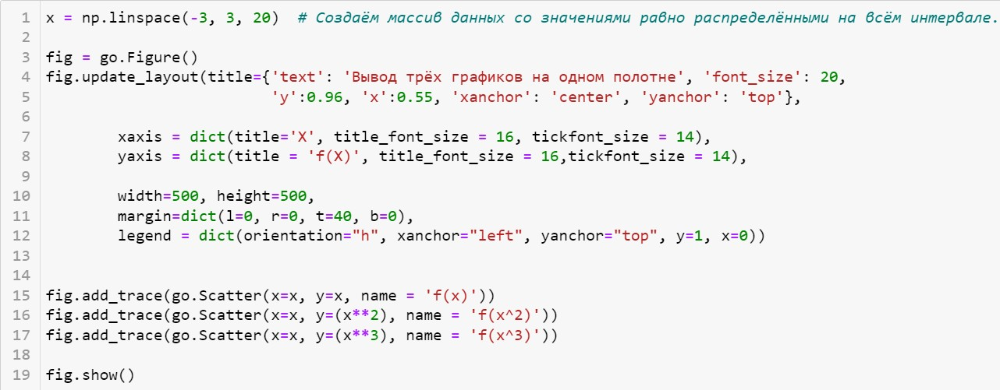 1 x = np.linspace(-3, 3, 20)  # Создаём массив данных со значениями равно распределёнными на всём интервале.
2
3 fig = go.Figure()
4 fig.update_layout(title={'text': 'Вывод трёх графиков на одном полотне', 'font_size': 20,
5                          'y':0.96, 'x':0.55, 'xanchor': 'center', 'yanchor': 'top'},
6
7         xaxis = dict(title='X', title_font_size = 16, tickfont_size = 14),
8         yaxis = dict(title = 'f(X)', title_font_size = 16,tickfont_size = 14),
9
10         width=500, height=500,
11         margin=dict(l=0, r=0, t=40, b=0),
12         legend = dict(orientation="h", xanchor="left", yanchor="top", y=1, x=0))
13
14
15 fig.add_trace(go.Scatter(x=x, y=x, name = 'f(x)'))
16 fig.add_trace(go.Scatter(x=x, y=(x**2), name = 'f(x^2)'))
17 fig.add_trace(go.Scatter(x=x, y=(x**3), name = 'f(x^3)'))
18
19 fig.show()